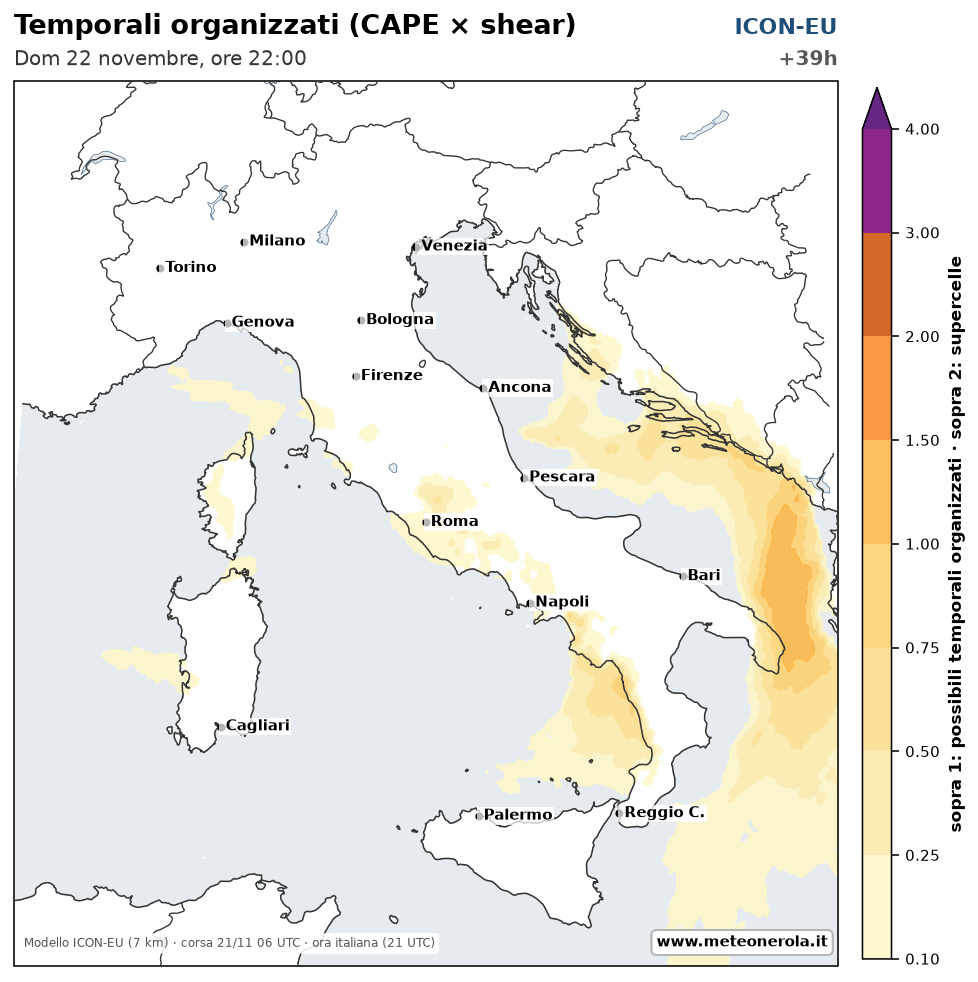 Temporali organizzati (CAPE × shear)
ICON-EU
Dom 22 novembre, ore 22:00
+39h
4.00
3.00
2.00
1.50
1.00
0.75
0.50
0.25
0.10
sopra 1: possibili temporali organizzati · sopra 2: supercelle
Milano
Venezia
Torino
Genova
Bologna
Firenze
Ancona
Pescara
Roma
Bari
Napoli
Cagliari
Palermo
Reggio C.
Modello ICON-EU (7 km) · corsa 21/11 06 UTC · ora italiana (21 UTC)
www.meteonerola.it